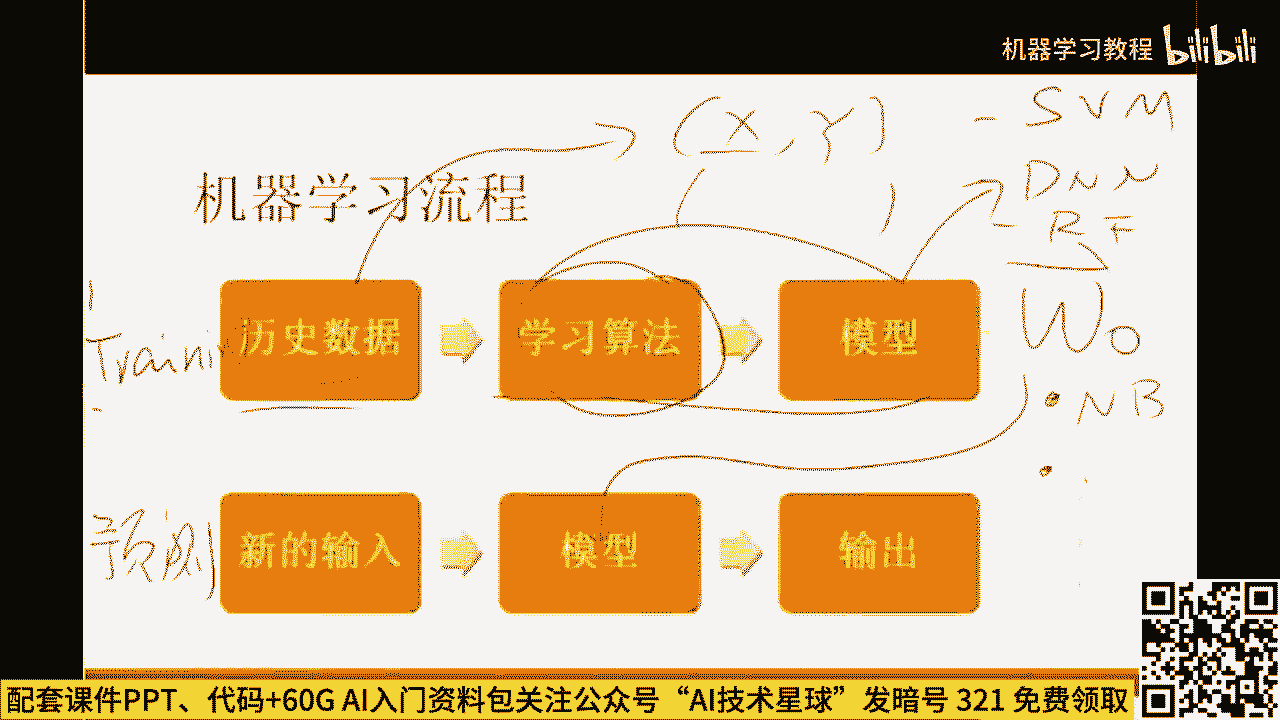 机器学习教程 bilibili
(X, Y)
- SVM
DNN
RF
机器学习流程
W0
Training
历史数据 学习算法 模型
NB
预测
新的输入 模型 输出
配套课件PPT、代码+60G AI入门资料包关注公众号“AI技术星球”发暗号 321 免费领取